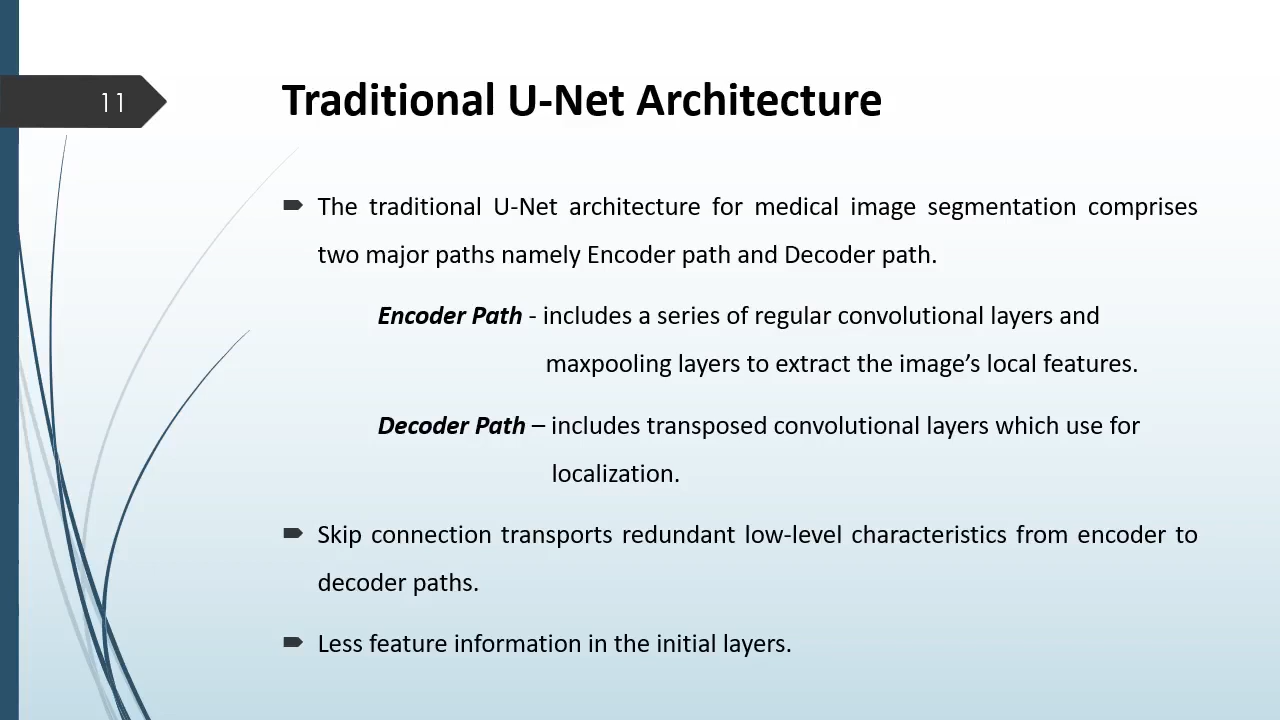 11
Traditional U-Net Architecture
The traditional U-Net architecture for medical image segmentation comprises
two major paths namely Encoder path and Decoder path.
Encoder Path - includes a series of regular convolutional layers and
maxpooling layers to extract the image’s local features.
Decoder Path – includes transposed convolutional layers which use for
localization.
Skip connection transports redundant low-level characteristics from encoder to
decoder paths.
Less feature information in the initial layers.